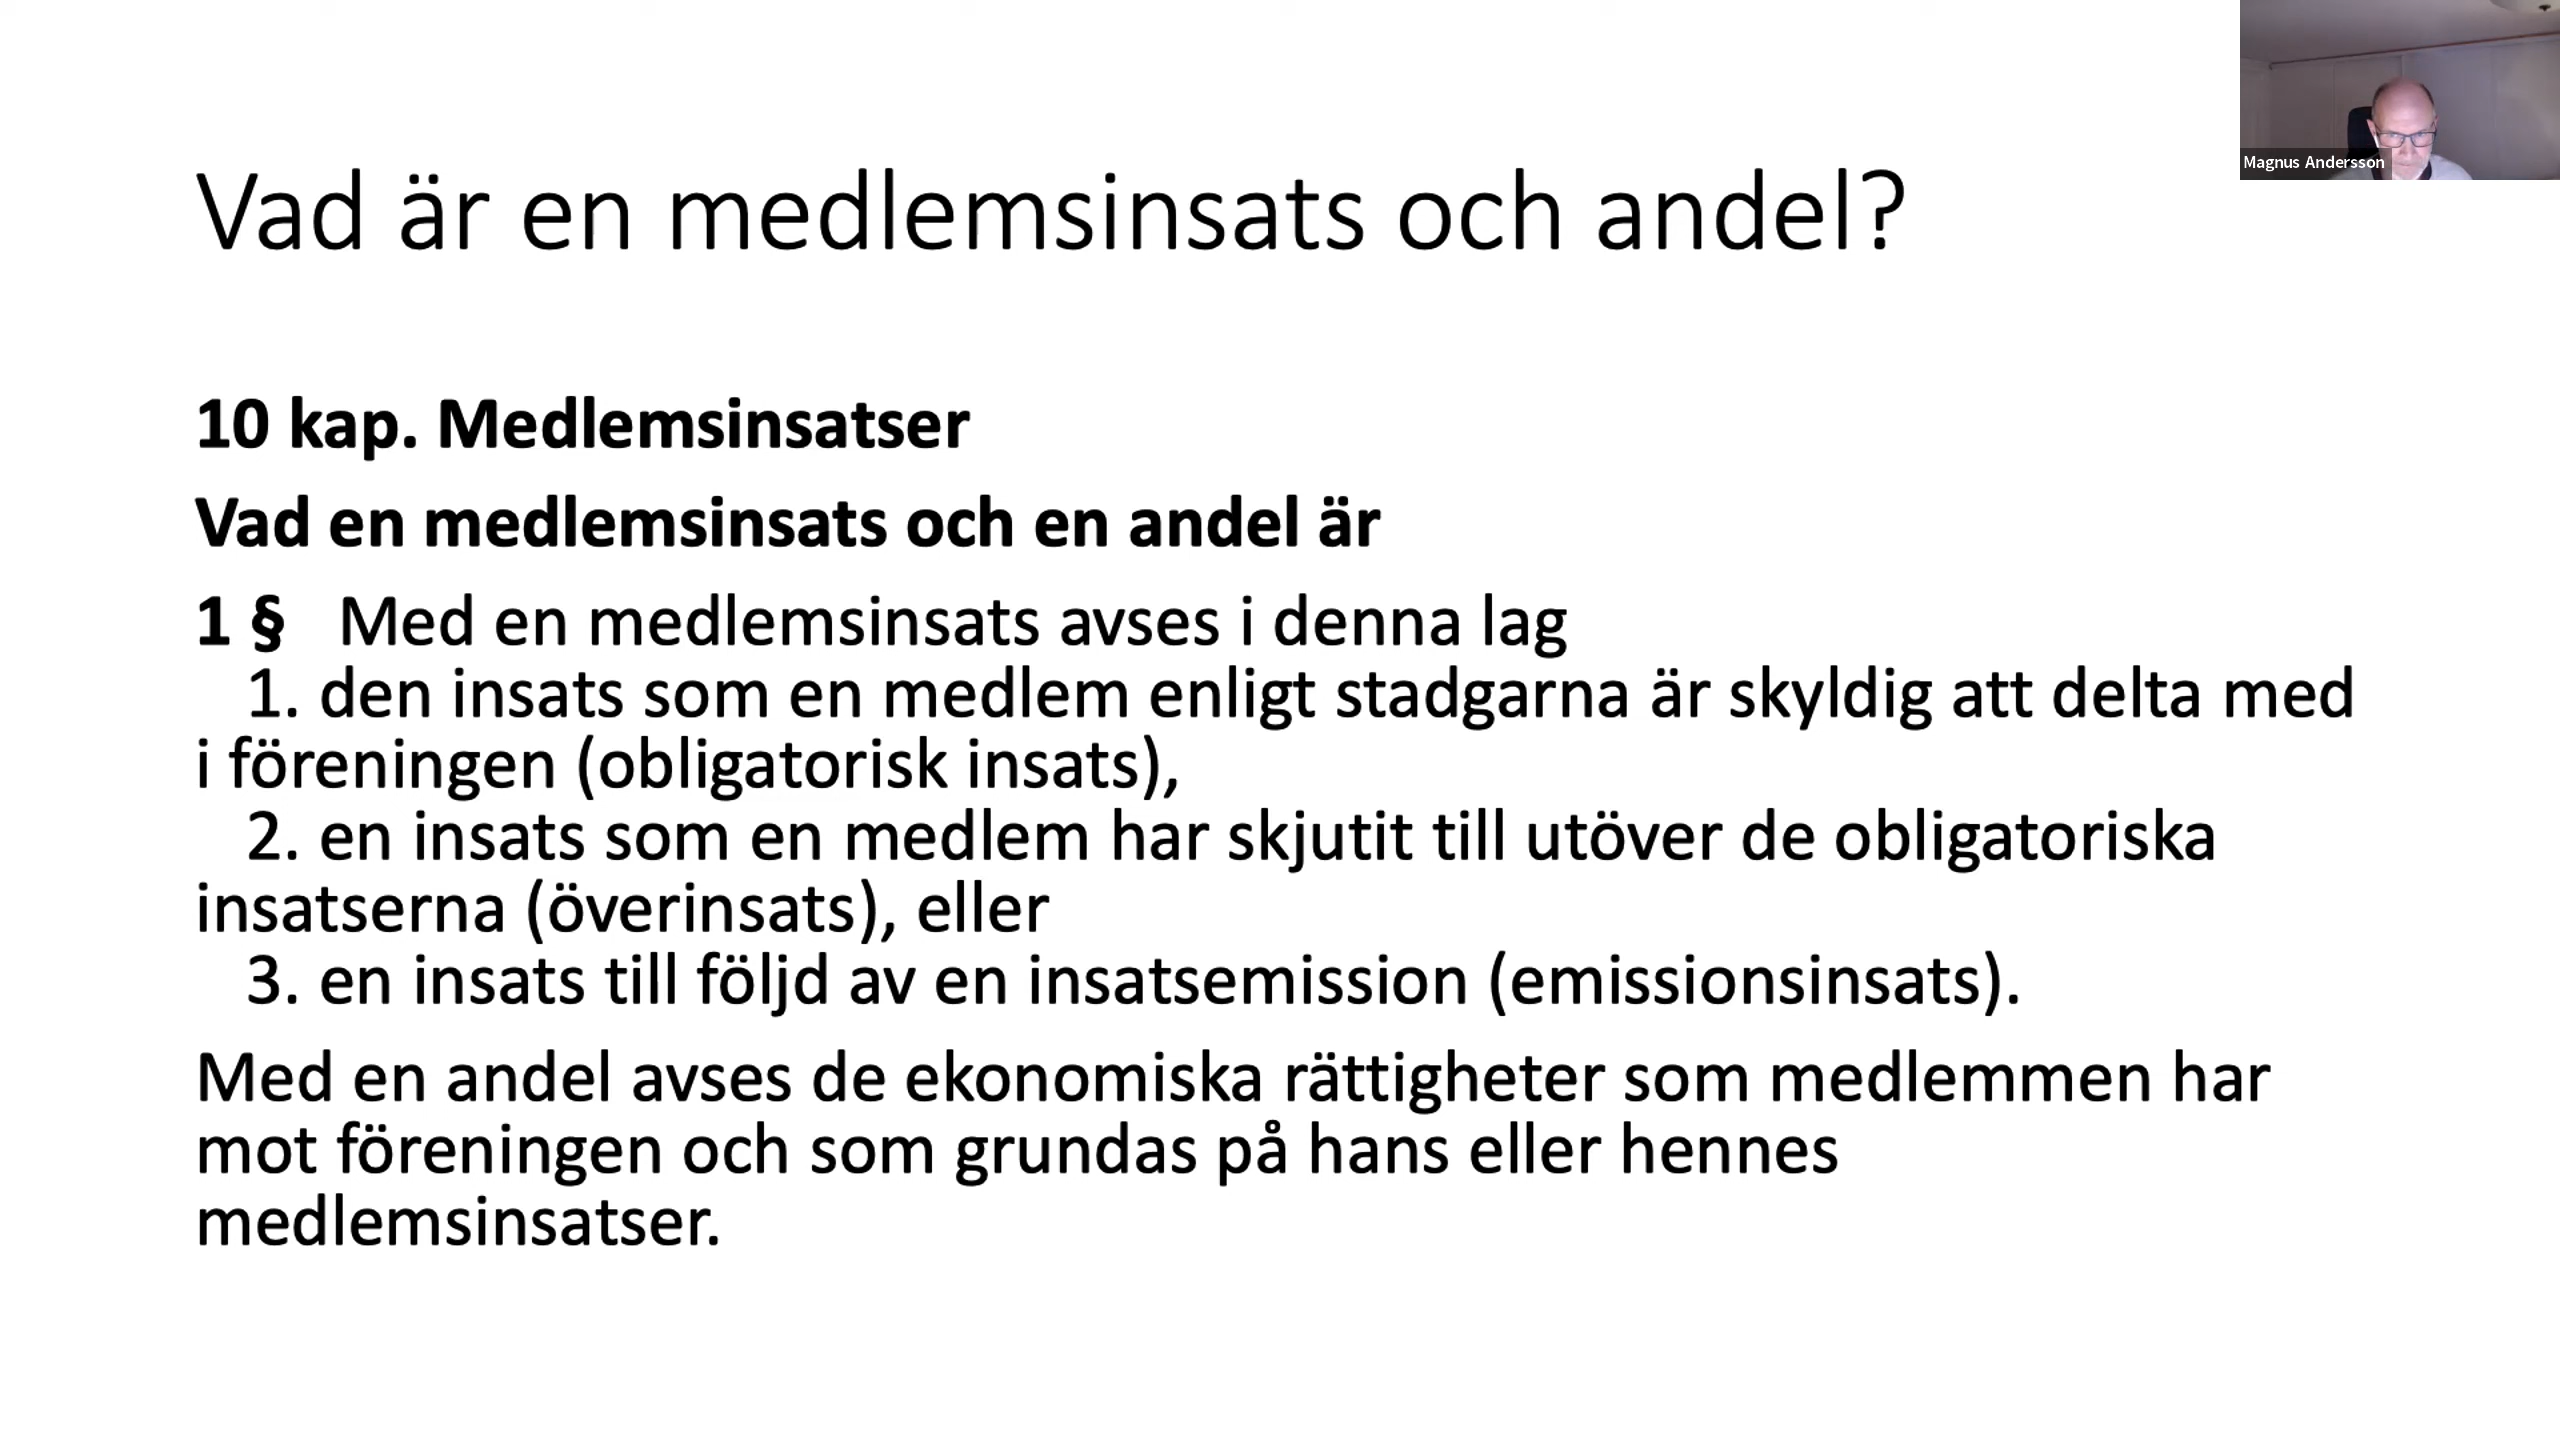 Vad är en medlemsinsats och andel?
Magnus Andersson
10 kap. Medlemsinsatser
Vad en medlemsinsats och en andel är
1 § Med en medlemsinsats avses i denna lag
1. den insats som en medlem enligt stadgarna är skyldig att delta med
i föreningen (obligatorisk insats),
2. en insats som en medlem har skjutit till utöver de obligatoriska
insatserna (överinsats), eller
3. en insats till följd av en insatsemission (emissionsinsats).
Med en andel avses de ekonomiska rättigheter som medlemmen har
mot föreningen och som grundas på hans eller hennes
medlemsinsatser.